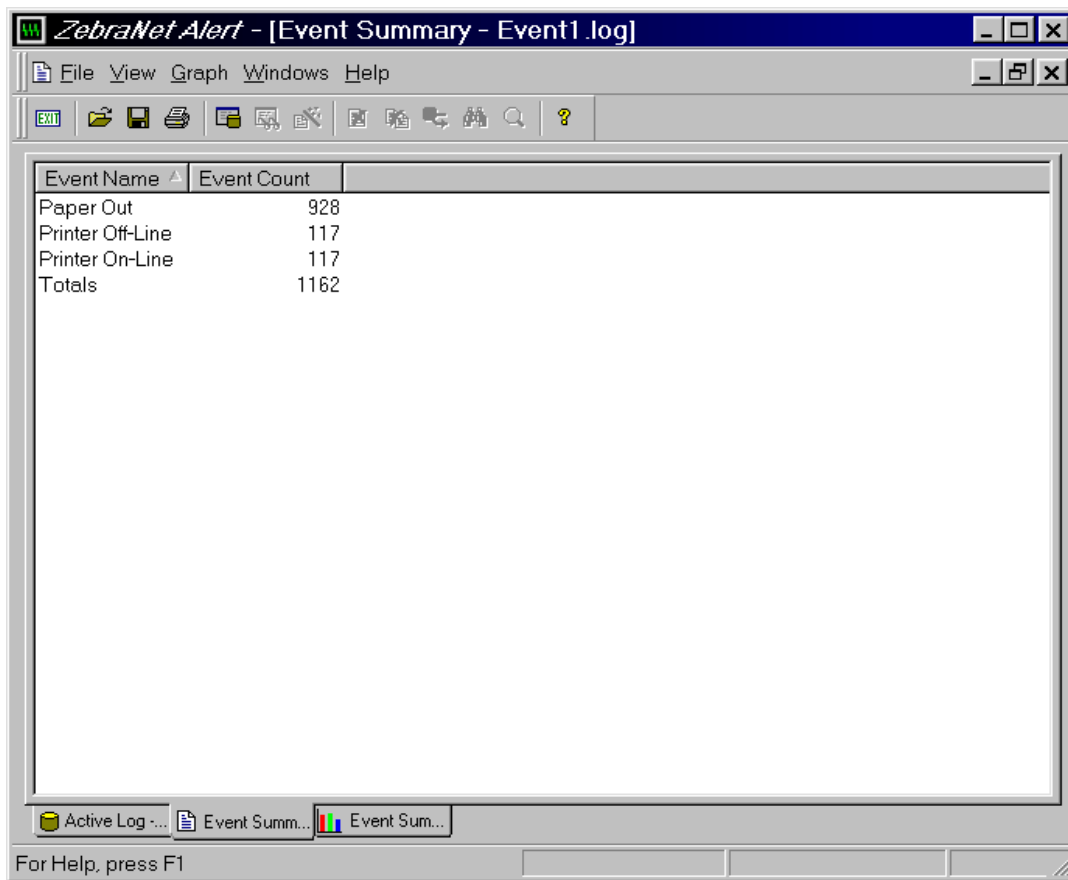 ZebraNet Alert - [Event Summary - Event1.log]
File View Graph Windows Help
EXIT ?
Event Name Event Count
Paper Out 928
Printer Off-Line 117
Printer On-Line 117
Totals 1162
Active Log -... Event Summ... Event Sum...
For Help, press F1